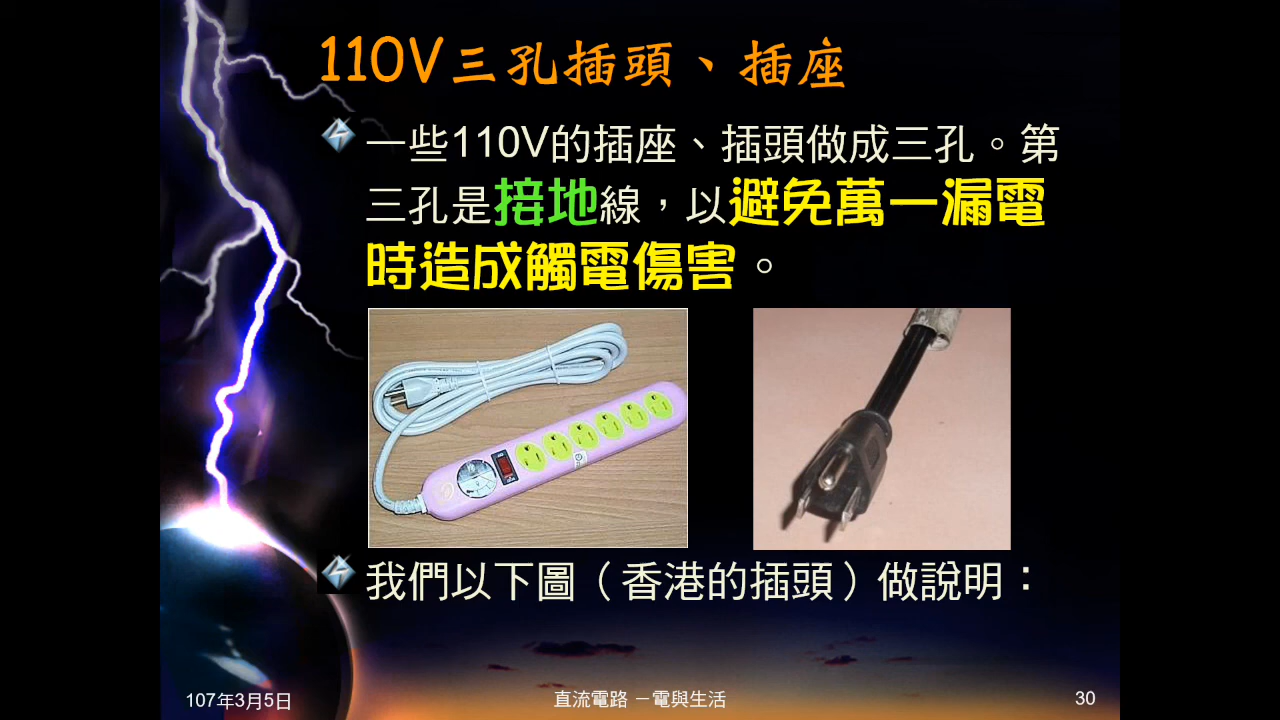 110V三孔插頭、插座
一些110V的插座、插頭做成三孔。第
三孔是接地線，以避免萬一漏電
時造成觸電傷害。
我們以下圖（香港的插頭）做說明：
107年3月5日
直流電路 －電與生活
30